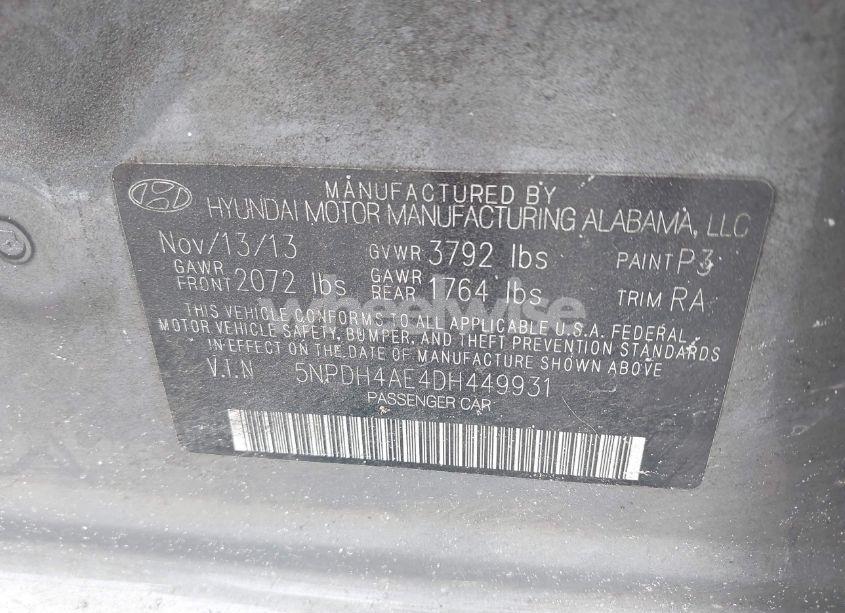 MANUFACTURED BY
HYUNDAI MOTOR MANUFACTURING ALABAMA, LLC
Nov/13/13 GVWR 3792 lbs PAINT P3
GAWR FRONT 2072 lbs GAWR REAR 1764 lbs TRIM RA
wheelwise
THIS VEHICLE CONFORMS TO ALL APPLICABLE U.S.A. FEDERAL
MOTOR VEHICLE SAFETY, BUMPER, AND THEFT PREVENTION STANDARDS
IN EFFECT ON THE DATE OF MANUFACTURE SHOWN ABOVE
V.I.N 5NPDH4AE4DH449931
PASSENGER CAR